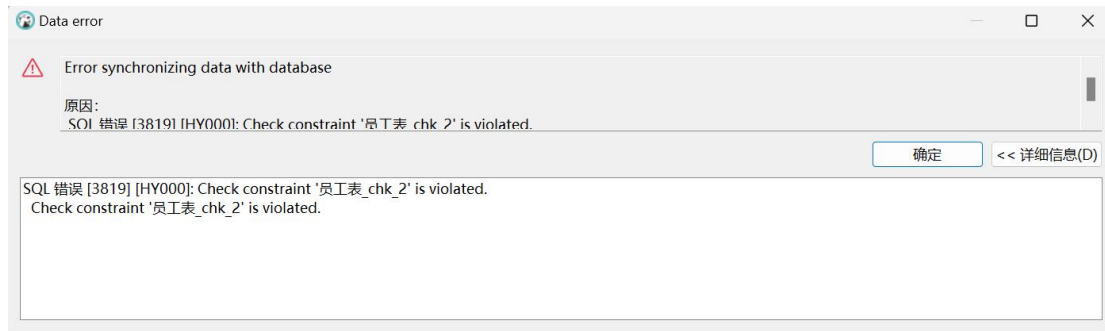 Data error
Error synchronizing data with database
原因：
SQL 错误 [3819] [HY000]: Check constraint '员工表_chk_2' is violated.
确定
<< 详细信息(D)
SQL 错误 [3819] [HY000]: Check constraint '员工表_chk_2' is violated.
Check constraint '员工表_chk_2' is violated.